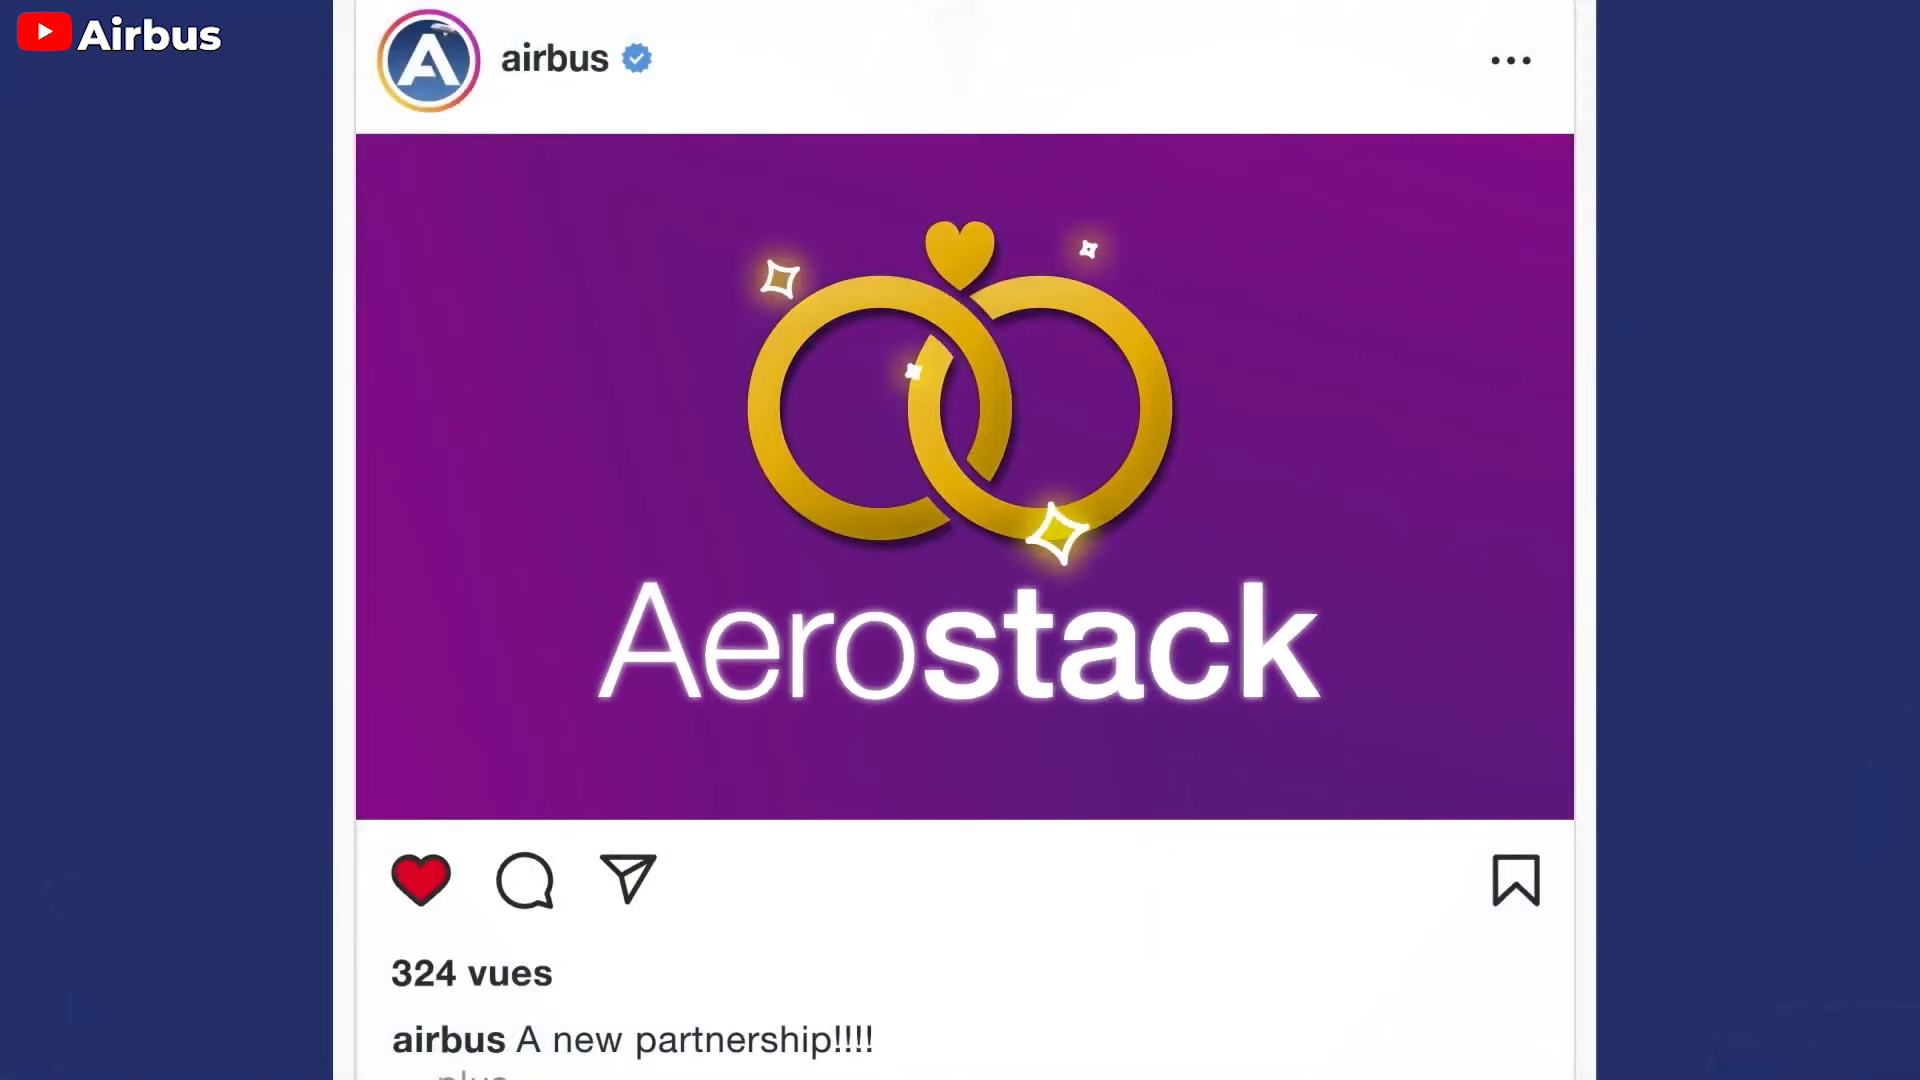 Airbus
airbus
Aerostack
324 vues
airbus A new partnership!!!!